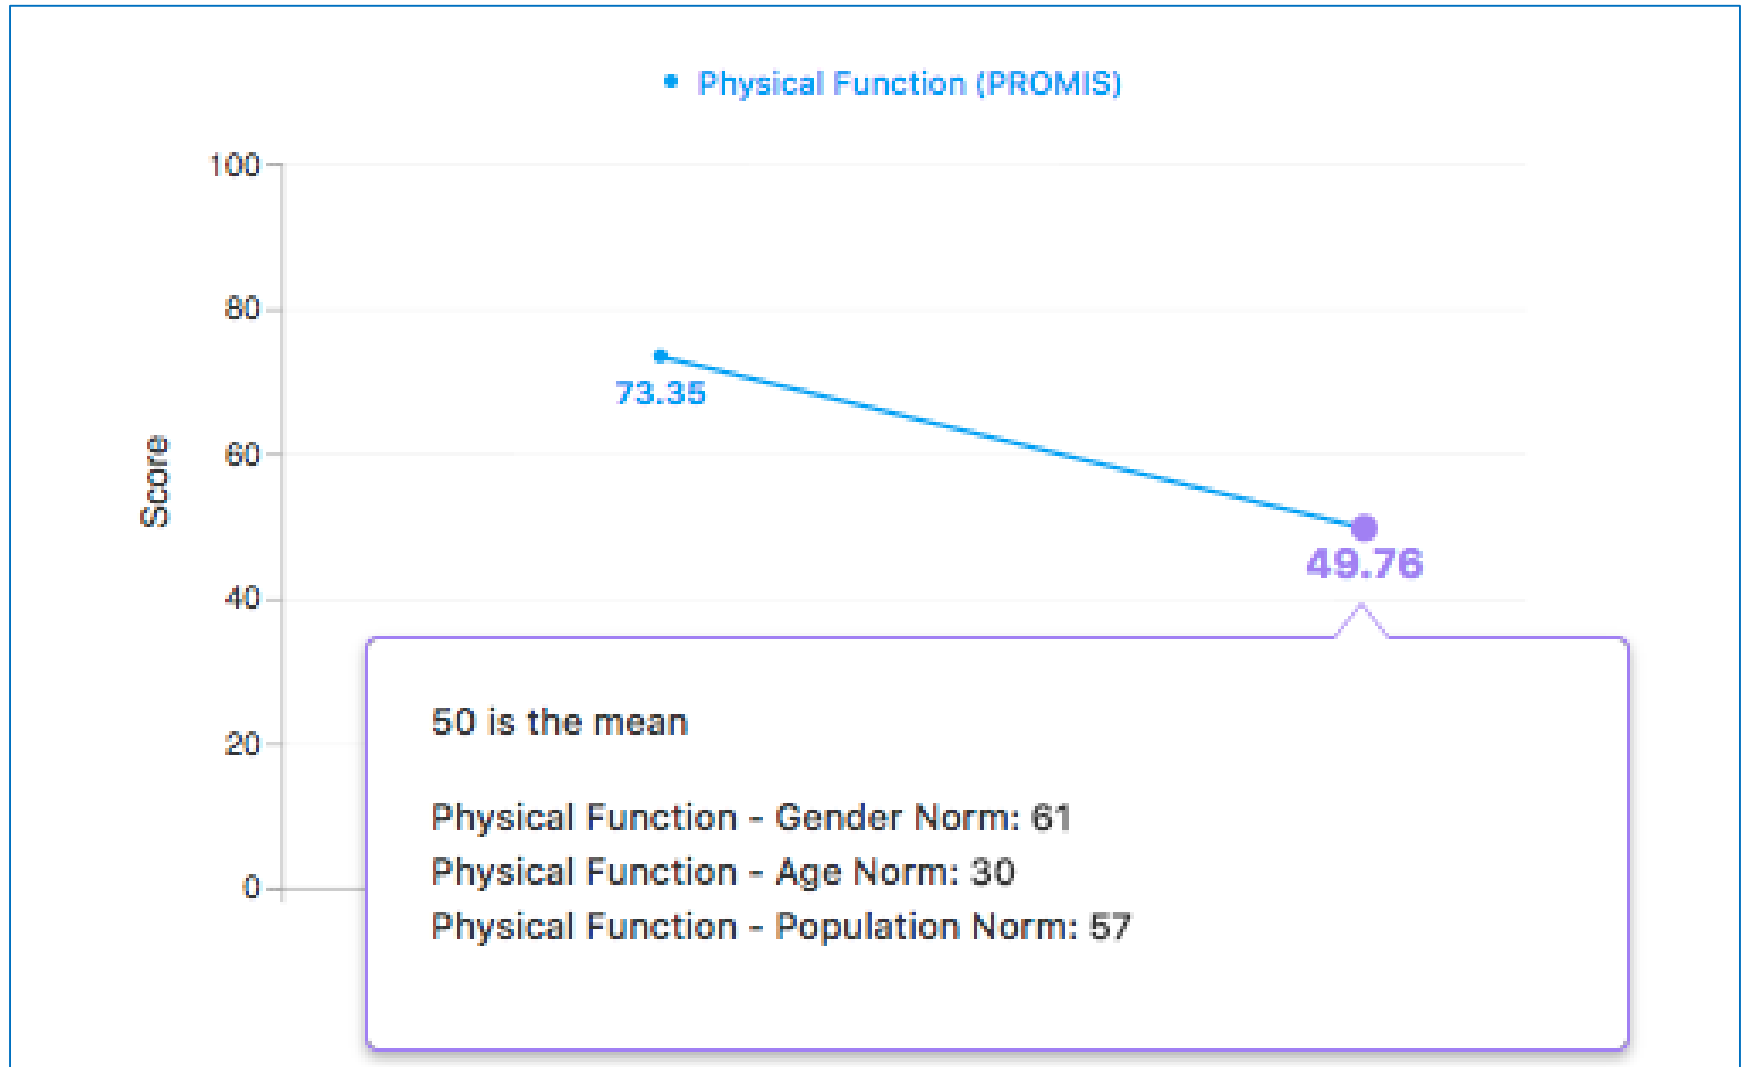 Physical Function (PROMIS)
100
80
60
40
20
0
Score
73.35
49.76
50 is the mean
Physical Function - Gender Norm: 61
Physical Function - Age Norm: 30
Physical Function - Population Norm: 57